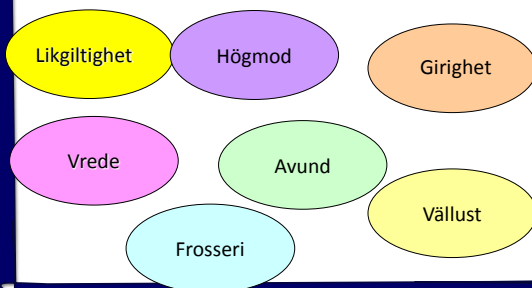 Likgiltighet
Högmod
Girighet
Vrede
Avund
Vällust
Frosseri